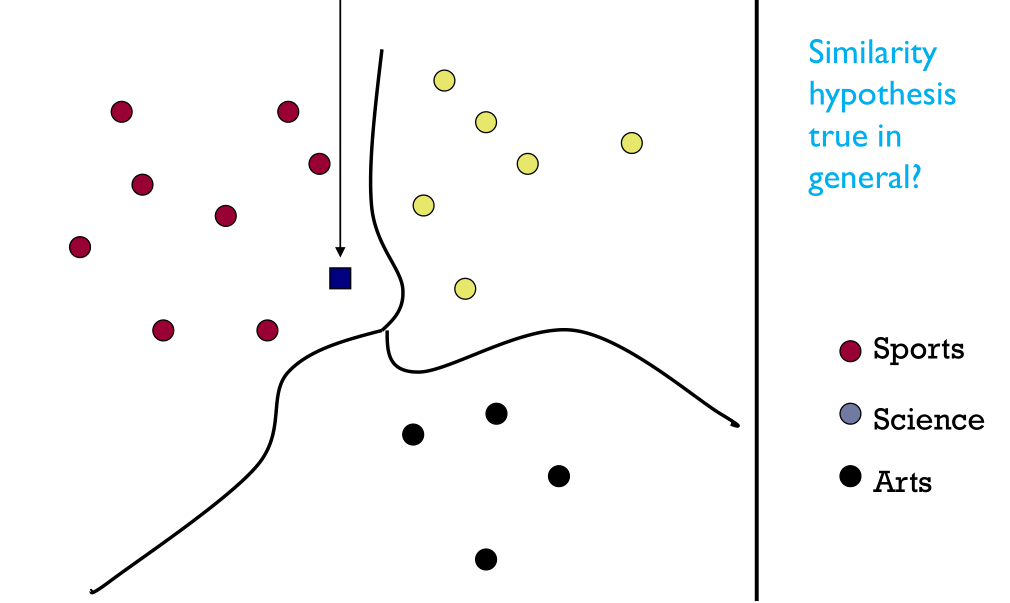 Similarity
hypothesis
true in
general?
Sports
Science
Arts